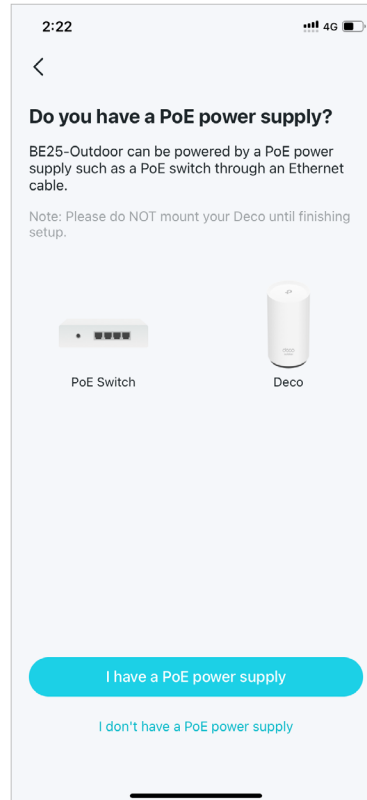 2:22
4G
Do you have a PoE power supply?
BE25-Outdoor can be powered by a PoE power
supply such as a PoE switch through an Ethernet
cable.
Note: Please do NOT mount your Deco until finishing
setup.
PoE Switch
Deco
I have a PoE power supply
I don't have a PoE power supply